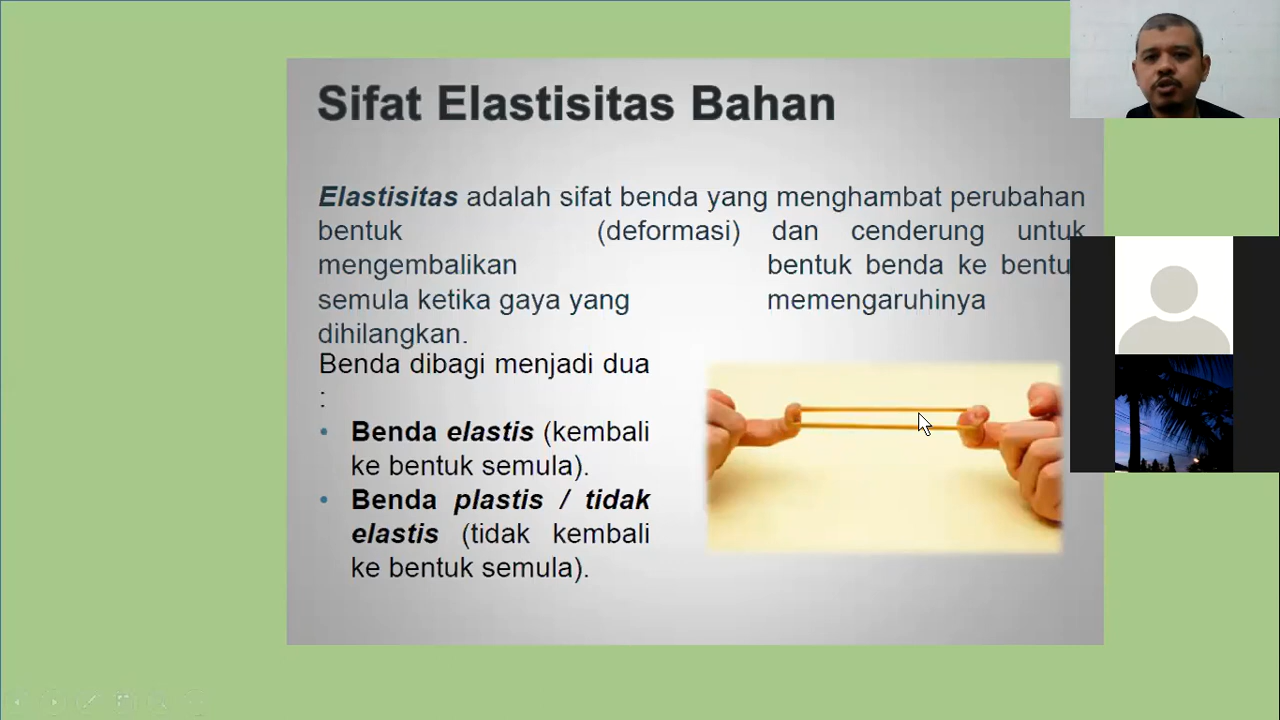 Sifat Elastisitas Bahan
Elastisitas adalah sifat benda yang menghambat perubahan
bentuk (deformasi) dan cenderung untuk
mengembalikan bentuk benda ke
semula ketika gaya yang memengaruhinya
dihilangkan.
Benda dibagi menjadi dua
:
• Benda elastis (kembali
ke bentuk semula).
• Benda plastis / tidak
elastis (tidak kembali
ke bentuk semula).